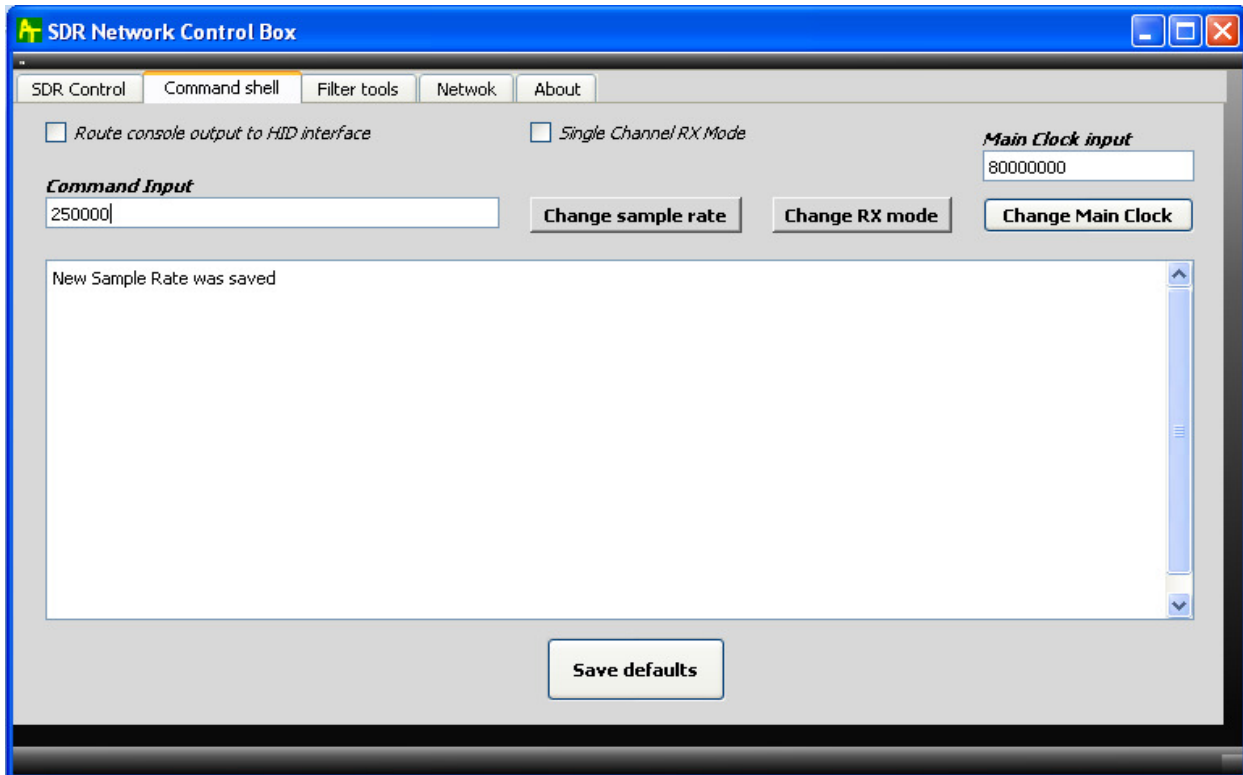 SDR Network Control Box
SDR Control Command shell Filter tools Netwok About
Route console output to HID interface Single Channel RX Mode
Main Clock input
80000000
Command Input
250000
Change sample rate Change RX mode Change Main Clock
New Sample Rate was saved
Save defaults